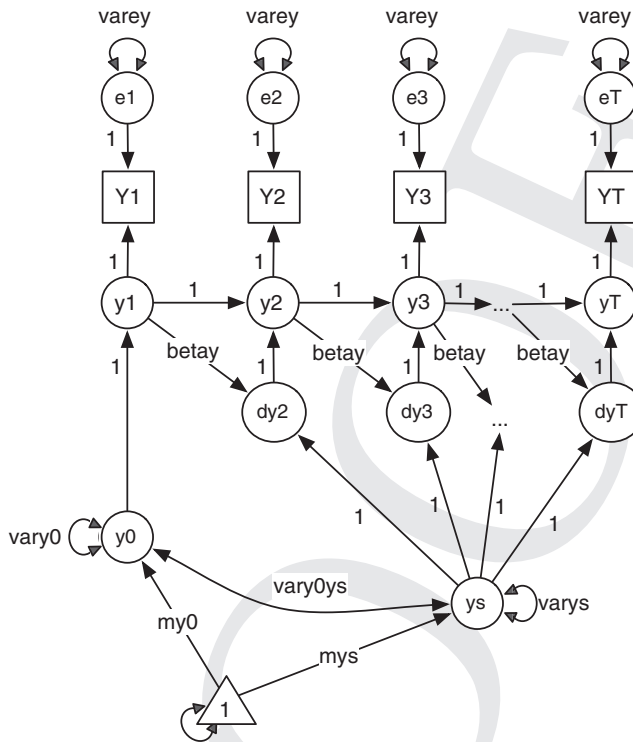 varey varey varey varey
e1 e2 e3 eT
1 1 1 1
Y1 Y2 Y3 YT
1 1 1 1
y1 1 y2 1 y3 1 ... 1 yT
betay betay betay betay
1 1 1
dy2 dy3 ... dyT
1
1 1 1 1
vary0 y0
vary0ys ys varys
my0 mys
1